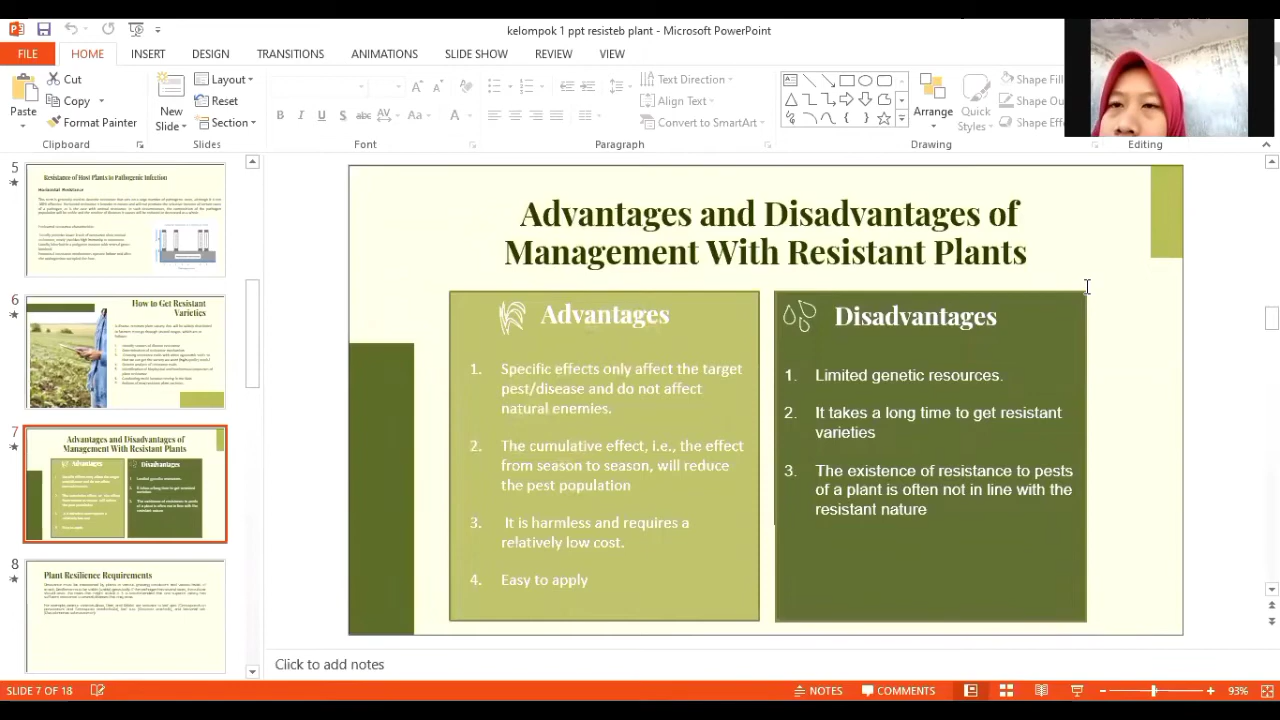 kelompok 1 ppt resisteb plant - Microsoft PowerPoint
FILE HOME INSERT DESIGN TRANSITIONS ANIMATIONS SLIDE SHOW REVIEW VIEW
Paste
Cut
Copy
Format Painter
Clipboard
New Slide
Layout
Reset
Section
Slides
Font
Text Direction
Align Text
Convert to SmartArt
Paragraph
Arrange
Quick Styles
Shape Fill
Shape
Shape
Drawing
Editing
5
Resistance of Host Plants to Pathogenic Infection
Horizontal Resistance
6
How to Get Resistant
Varieties
7
Advantages and Disadvantages of
Management With Resistant Plants
Advantages
Disadvantages
8
Plant Resilience Requirements
Advantages and Disadvantages of
Management With Resistant Plants
Advantages
1. Specific effects only affect the target
pest/disease and do not affect
natural enemies.
2. The cumulative effect, i.e., the effect
from season to season, will reduce
the pest population
3. It is harmless and requires a
relatively low cost.
4. Easy to apply
Disadvantages
1. Limited genetic resources.
2. It takes a long time to get resistant
varieties
3. The existence of resistance to pests
of a plant is often not in line with the
resistant nature
Click to add notes
SLIDE 7 OF 18
NOTES
COMMENTS
93%